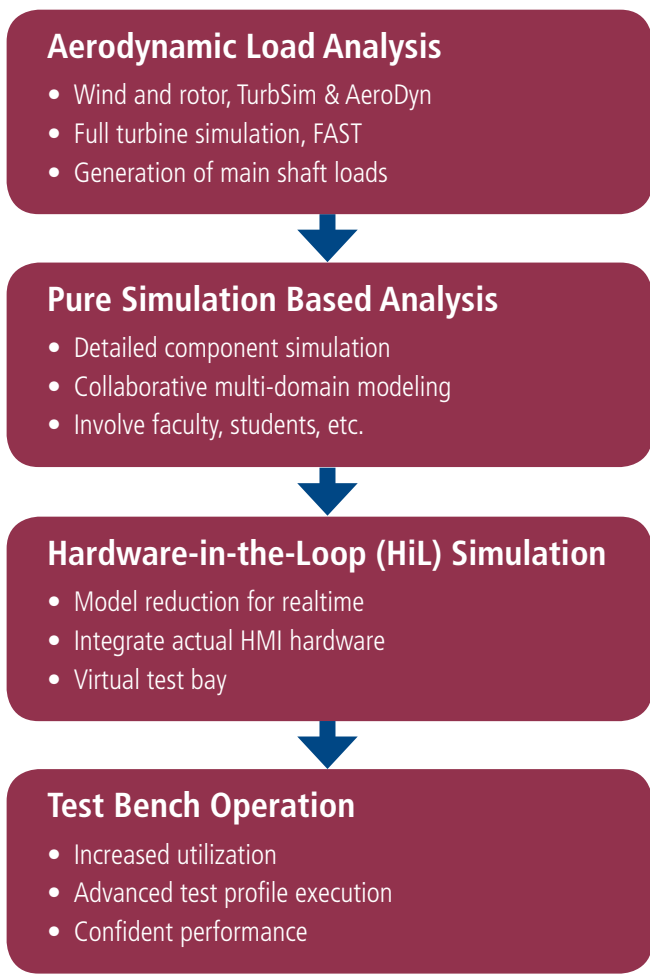 Aerodynamic Load Analysis
• Wind and rotor, TurbSim & AeroDyn
• Full turbine simulation, FAST
• Generation of main shaft loads
Pure Simulation Based Analysis
• Detailed component simulation
• Collaborative multi-domain modeling
• Involve faculty, students, etc.
Hardware-in-the-Loop (HiL) Simulation
• Model reduction for realtime
• Integrate actual HMI hardware
• Virtual test bay
Test Bench Operation
• Increased utilization
• Advanced test profile execution
• Confident performance